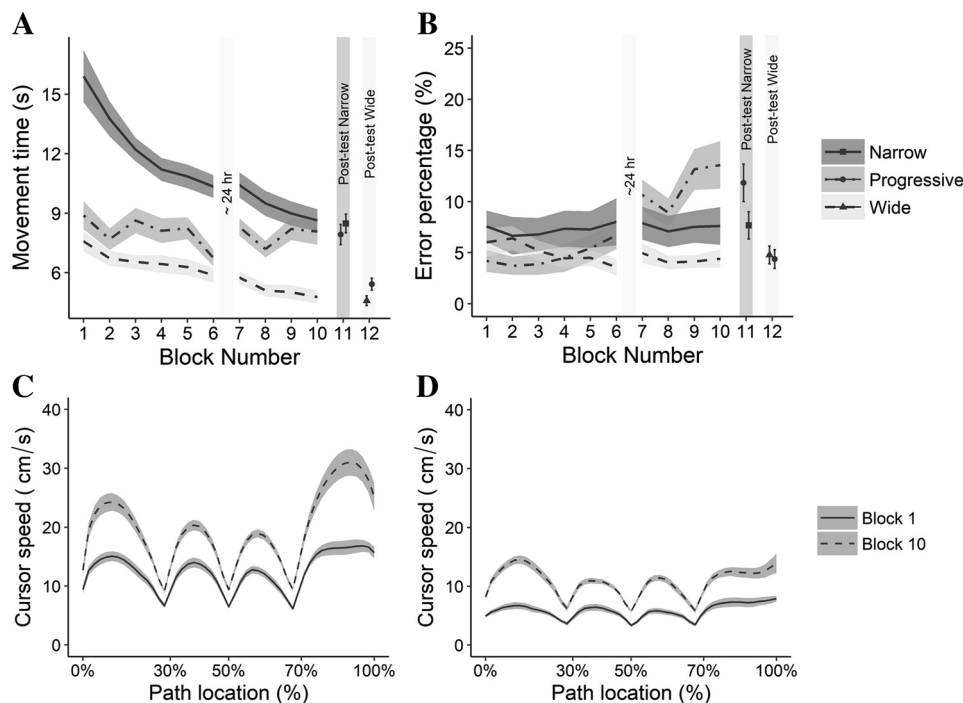 A
Movement time (s)
15
12
9
6
~ 24 hr
Post-test Narrow
Post-test Wide
1 2 3 4 5 6 7 8 9 10 11 12
Block Number
B
Error percentage (%)
25
20
15
10
5
0
~24 hr
Post-test Narrow
Post-test Wide
1 2 3 4 5 6 7 8 9 10 11 12
Block Number
Narrow
Progressive
Wide
C
Cursor speed ( cm/s)
40
30
20
10
0
0% 30% 50% 70% 100%
Path location (%)
D
Cursor speed ( cm/s)
40
30
20
10
0
0% 30% 50% 70% 100%
Path location (%)
Block 1
Block 10